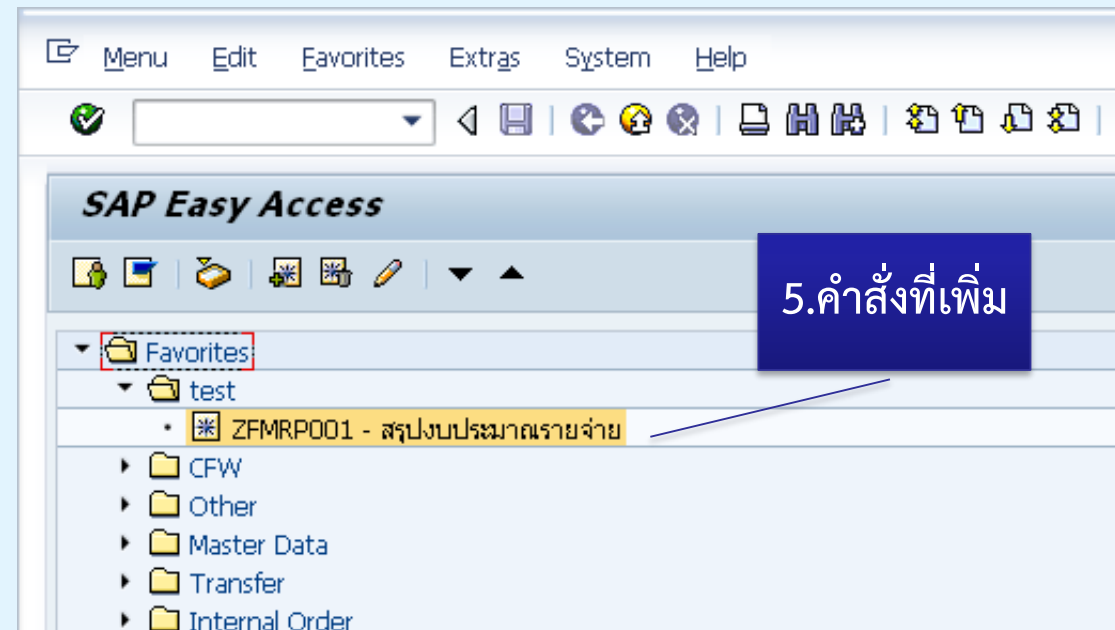 Menu Edit Favorites Extras System Help
SAP Easy Access
5.คำสั่งที่เพิ่ม
Favorites
test
ZFMRP001 - สรุปงบประมาณรายจ่าย
CFW
Other
Master Data
Transfer
Internal Order